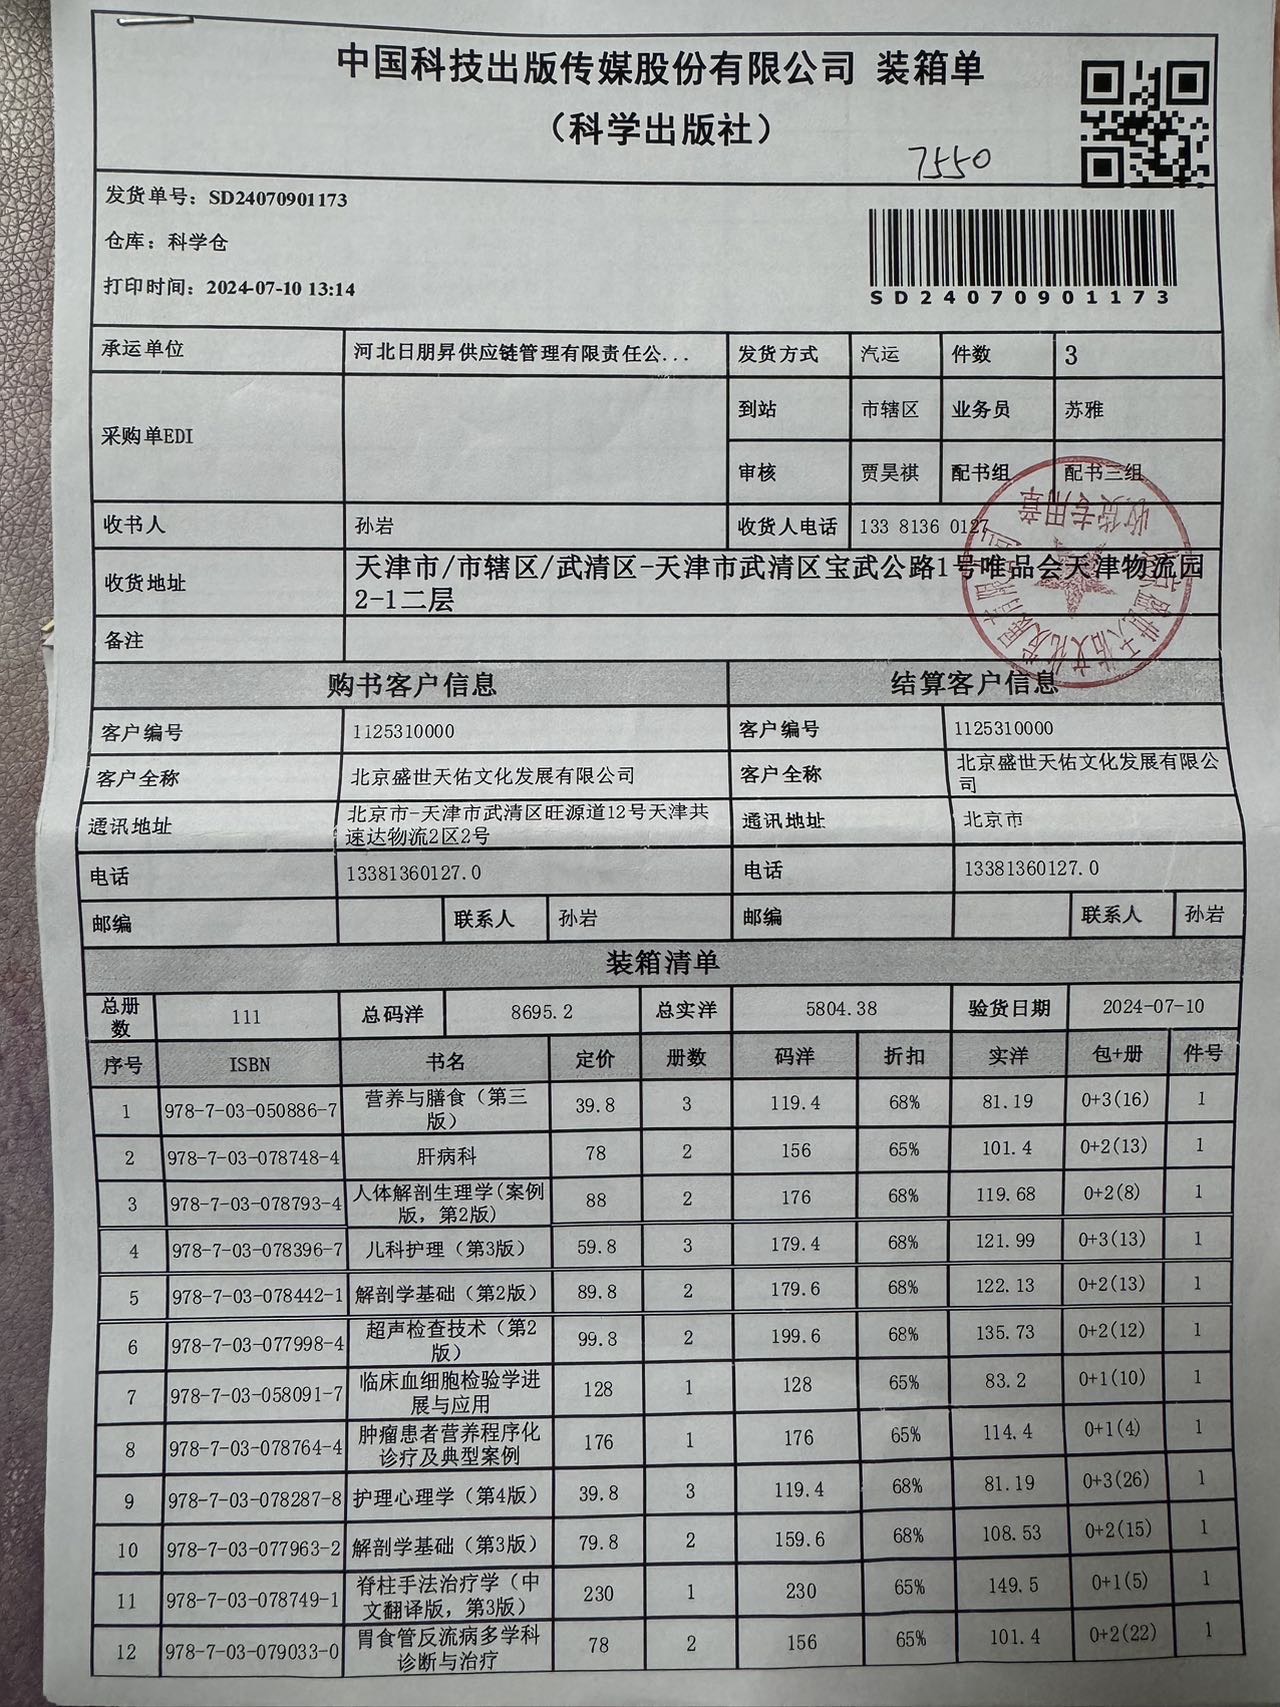 中国科技出版传媒股份有限公司 装箱单
（科学出版社）
7550
发货单号：SD24070901173
仓库：科学仓
打印时间：2024-07-10 13:14
SD24070901173
承运单位 河北日朋昇供应链管理有限责任公... 发货方式 汽运 件数 3
采购单EDI 到站 市辖区 业务员 苏雅
审核 贾昊祺 配书组 配书三组
收书人 孙岩 收货人电话 133 8136 0127
收货地址 天津市/市辖区/武清区-天津市武清区宝武公路1号唯品会天津物流园
2-1二层
备注
收货专用章
购书客户信息 结算客户信息
客户编号 1125310000 客户编号 1125310000
客户全称 北京盛世天佑文化发展有限公司 客户全称 北京盛世天佑文化发展有限公
司
通讯地址 北京市-天津市武清区旺源道12号天津共
速达物流2区2号 通讯地址 北京市
电话 13381360127.0 电话 13381360127.0
邮编 联系人 孙岩 邮编 联系人 孙岩
装箱清单
总册
数 111 总码洋 8695.2 总实洋 5804.38 验货日期 2024-07-10
序号 ISBN 书名 定价 册数 码洋 折扣 实洋 包+册 件号
1 978-7-03-050886-7 营养与膳食（第三
版） 39.8 3 119.4 68% 81.19 0+3(16) 1
2 978-7-03-078748-4 肝病科 78 2 156 65% 101.4 0+2(13) 1
3 978-7-03-078793-4 人体解剖生理学(案例
版，第2版) 88 2 176 68% 119.68 0+2(8) 1
4 978-7-03-078396-7 儿科护理（第3版） 59.8 3 179.4 68% 121.99 0+3(13) 1
5 978-7-03-078442-1 解剖学基础（第2版） 89.8 2 179.6 68% 122.13 0+2(13) 1
6 978-7-03-077998-4 超声检查技术（第2
版） 99.8 2 199.6 68% 135.73 0+2(12) 1
7 978-7-03-058091-7 临床血细胞检验学进
展与应用 128 1 128 65% 83.2 0+1(10) 1
8 978-7-03-078764-4 肿瘤患者营养程序化
诊疗及典型案例 176 1 176 65% 114.4 0+1(4) 1
9 978-7-03-078287-8 护理心理学（第4版） 39.8 3 119.4 68% 81.19 0+3(26) 1
10 978-7-03-077963-2 解剖学基础（第3版） 79.8 2 159.6 68% 108.53 0+2(15) 1
11 978-7-03-078749-1 脊柱手法治疗学（中
文翻译版，第3版） 230 1 230 65% 149.5 0+1(5) 1
12 978-7-03-079033-0 胃食管反流病多学科
诊断与治疗 78 2 156 65% 101.4 0+2(22) 1